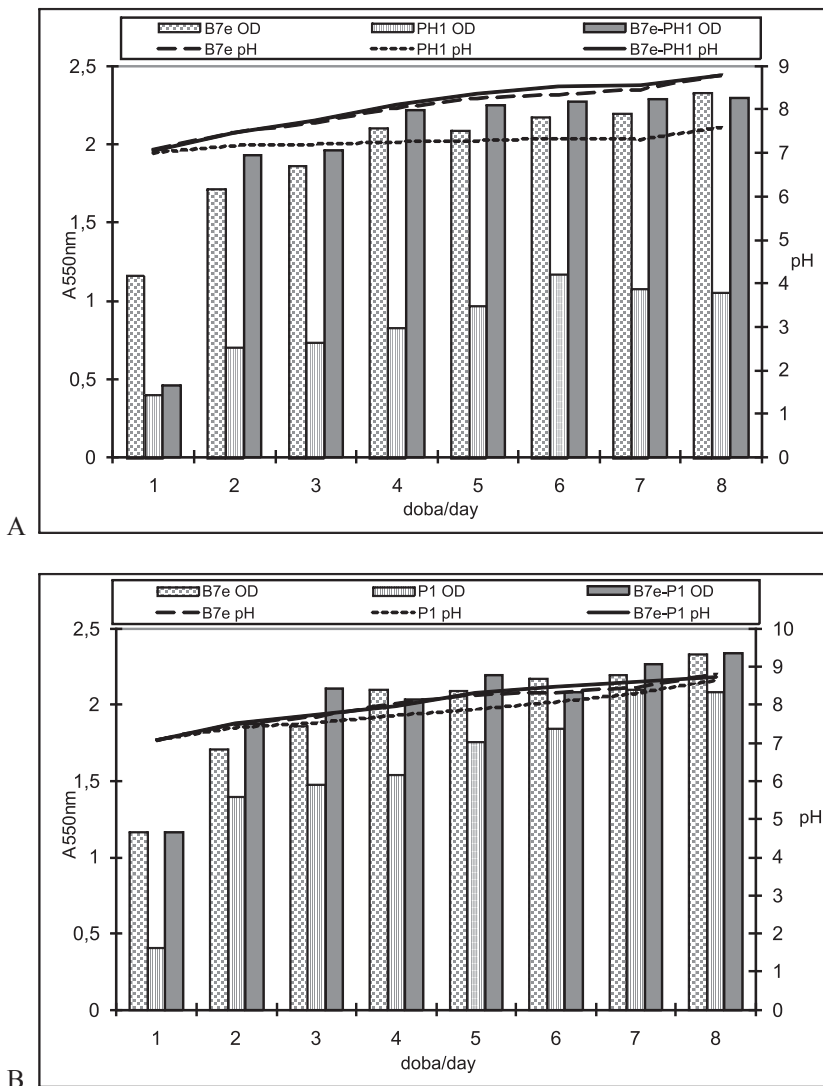 B7e OD PH1 OD B7e-PH1 OD
B7e pH PH1 pH B7e-PH1 pH
2,5
2
1,5
1
0,5
0
A550nm
9
8
7
6
5
4
3
2
1
0
pH
1 2 3 4 5 6 7 8
doba/day
A
B7e OD P1 OD B7e-P1 OD
B7e pH P1 pH B7e-P1 pH
2,5
2
1,5
1
0,5
0
A550nm
10
9
8
7
6
5
4
3
2
1
0
pH
1 2 3 4 5 6 7 8
doba/day
B